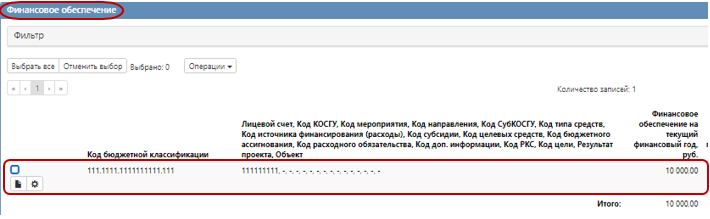 Финансовое обеспечение
Фильтр
Выбрать все Отменить выбор Выбрано: 0 Операции
« ‹ 1 › »
Количество записей: 1
Код бюджетной классификации
Лицевой счет, Код КОСГУ, Код мероприятия, Код направления, Код СубКОСГУ, Код типа средств,
Код источника финансирования (расходы), Код субсидии, Код целевых средств, Код бюджетного
ассигнования, Код расходного обязательства, Код доп. информации, Код РКС, Код цели, Результат
проекта, Объект
Финансовое
обеспечение на
текущий
финансовый год,
руб.
111.1111.1111111111.111 111111111, -, -, -, -, -, -, -, -, -, -, -, -, -, -, - 10 000.00
Итого: 10 000.00